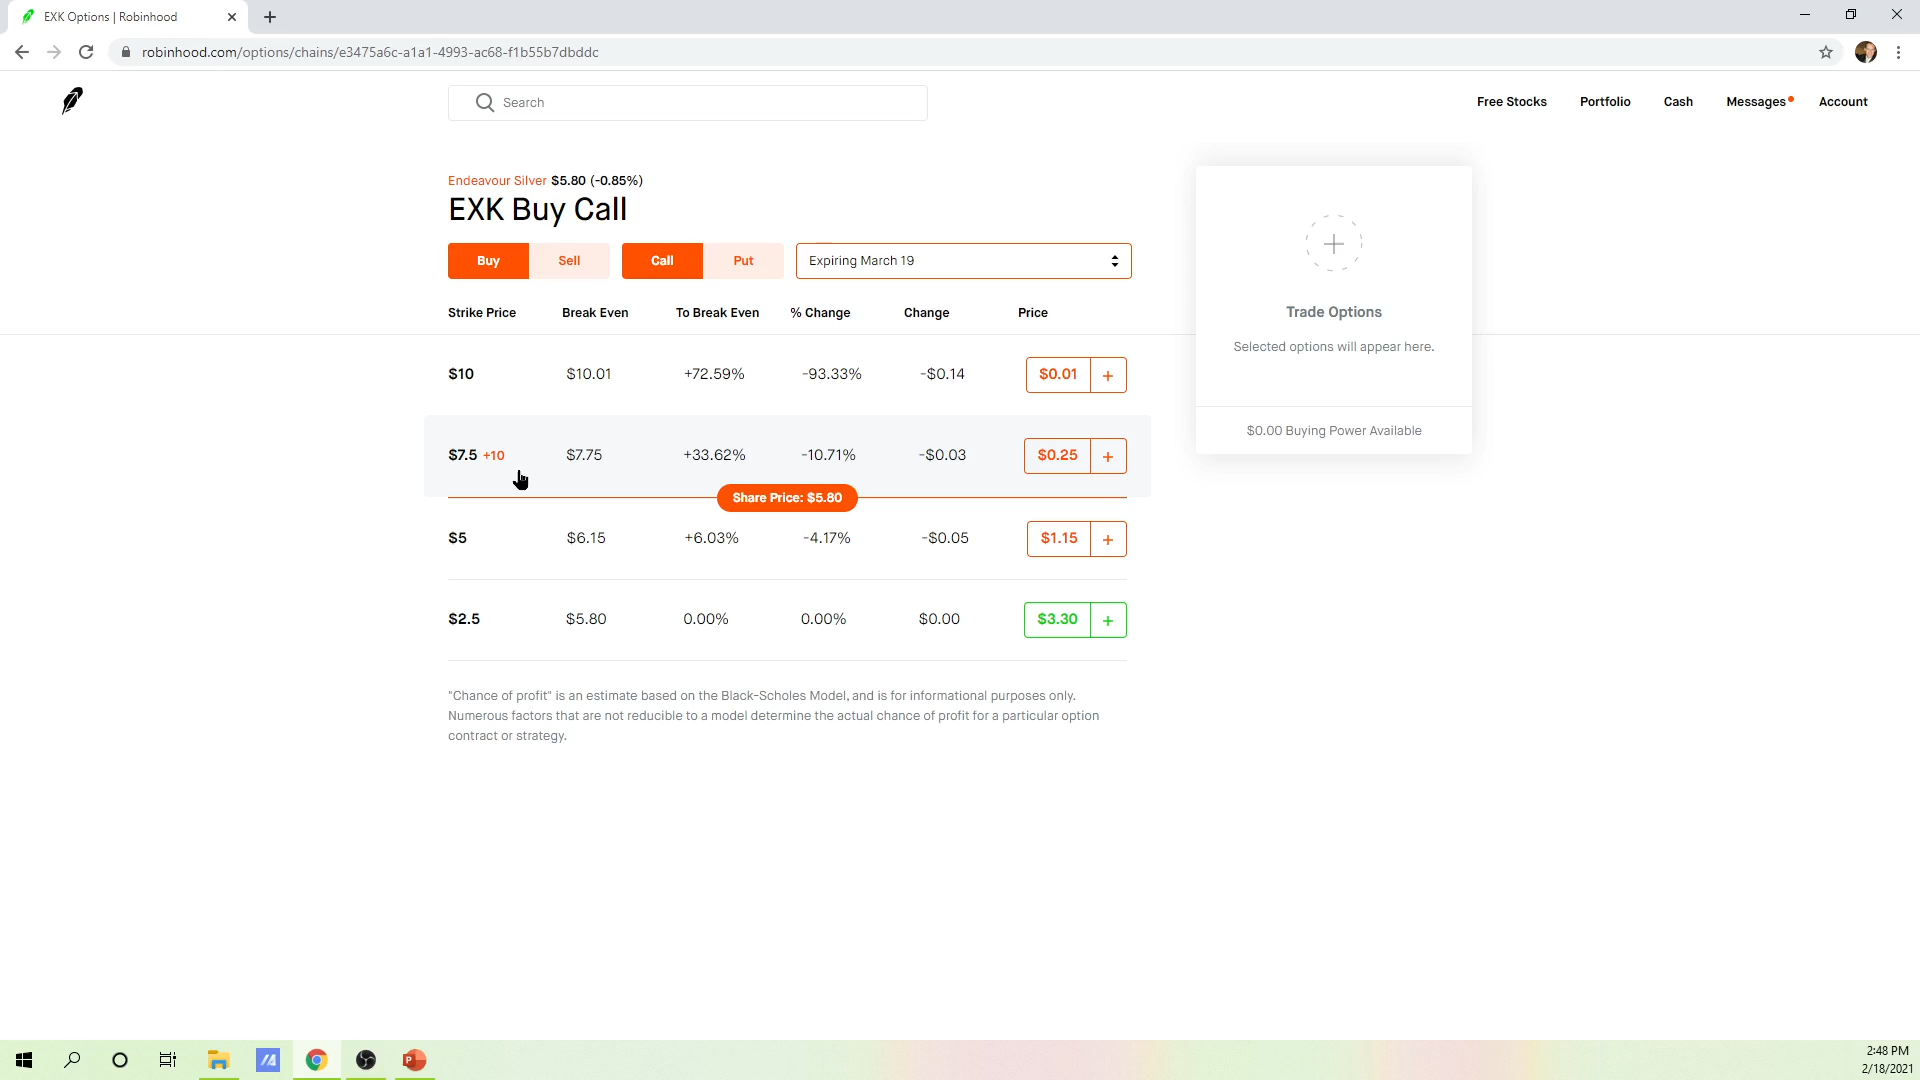 EXK Options | Robinhood
robinhood.com/options/chains/e3475a6c-a1a1-4993-ac68-f1b55b7dbddc
Search
Free Stocks Portfolio Cash Messages Account
Endeavour Silver $5.80 (-0.85%)
EXK Buy Call
Buy Sell Call Put Expiring March 19
Strike Price Break Even To Break Even % Change Change Price
$10 $10.01 +72.59% -93.33% -$0.14 $0.01 +
$7.5 +10 $7.75 +33.62% -10.71% -$0.03 $0.25 +
Share Price: $5.80
$5 $6.15 +6.03% -4.17% -$0.05 $1.15 +
$2.5 $5.80 0.00% 0.00% $0.00 $3.30 +
"Chance of profit" is an estimate based on the Black-Scholes Model, and is for informational purposes only.
Numerous factors that are not reducible to a model determine the actual chance of profit for a particular option
contract or strategy.
Trade Options
Selected options will appear here.
$0.00 Buying Power Available
2:48 PM
2/18/2021